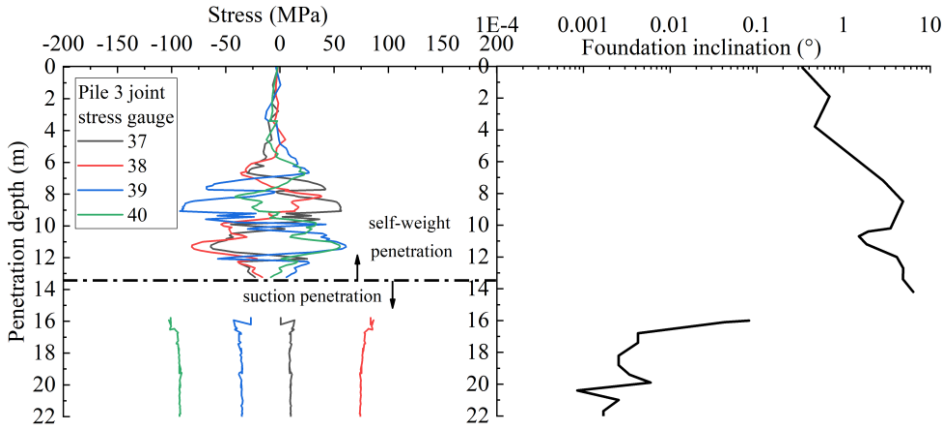 Stress (MPa)
-200 -150 -100 -50 0 50 100 150 200
1E-4 0.001 0.01 0.1 1 10
Foundation inclination (°)
Penetration depth (m)
0
2
4
6
8
10
12
14
16
18
20
22
Pile 3 joint
stress gauge
37
38
39
40
self-weight
penetration
suction penetration
0
2
4
6
8
10
12
14
16
18
20
22